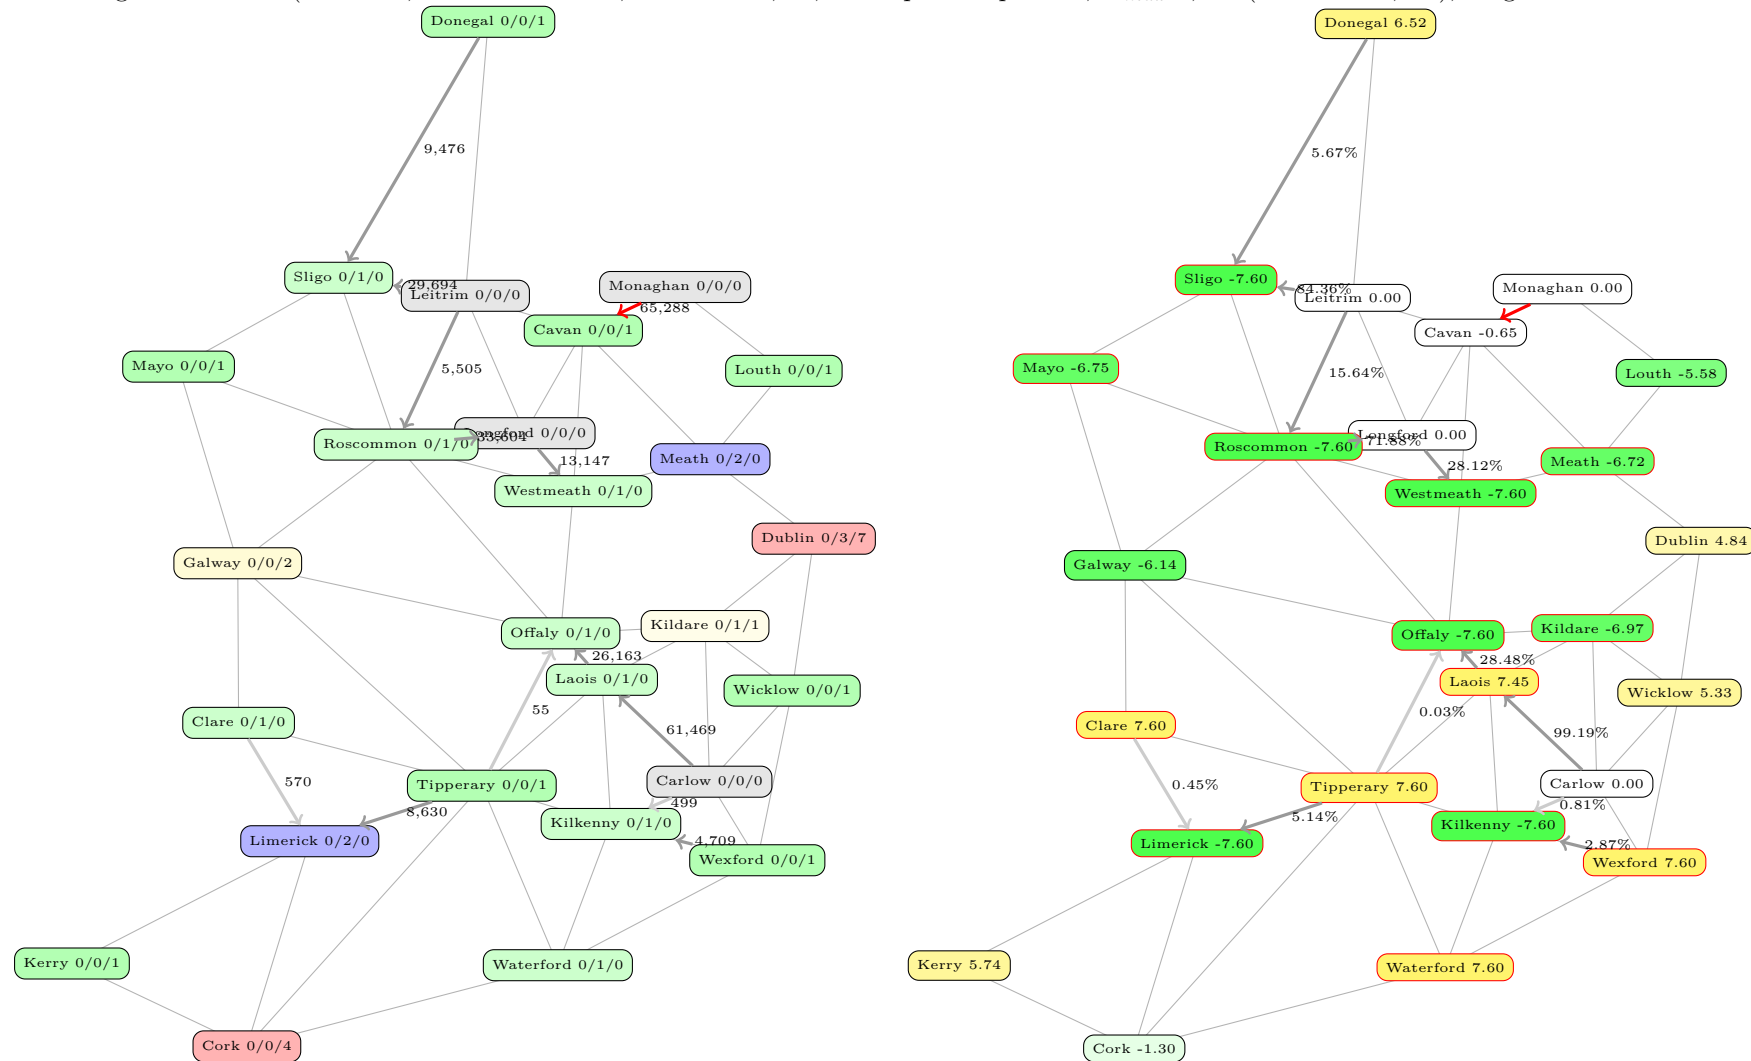 Donegal 0/0/1
9,476
Sligo 0/1/0
29,694
Leitrim 0/0/0
Monaghan 0/0/0
65,288
Cavan 0/0/1
Mayo 0/0/1
5,505
Louth 0/0/1
Roscommon 0/1/0
33,604
Longford 0/0/0
13,147
Meath 0/2/0
Westmeath 0/1/0
Dublin 0/3/7
Galway 0/0/2
Offaly 0/1/0
Kildare 0/1/1
26,163
Laois 0/1/0
Wicklow 0/0/1
55
Clare 0/1/0
61,469
570
Tipperary 0/0/1
Carlow 0/0/0
499
8,630
Kilkenny 0/1/0
4,709
Limerick 0/2/0
Wexford 0/0/1
Kerry 0/0/1
Waterford 0/1/0
Cork 0/0/4
Donegal 6.52
5.67%
Sligo -7.60
84.36%
Leitrim 0.00
Monaghan 0.00
Cavan -0.65
Mayo -6.75
15.64%
Louth -5.58
Roscommon -7.60
71.88%
Longford 0.00
28.12%
Meath -6.72
Westmeath -7.60
Dublin 4.84
Galway -6.14
Offaly -7.60
Kildare -6.97
28.48%
Laois 7.45
Wicklow 5.33
0.03%
Clare 7.60
99.19%
0.45%
Tipperary 7.60
Carlow 0.00
0.81%
5.14%
Kilkenny -7.60
2.87%
Limerick -7.60
Wexford 7.60
Kerry 5.74
Waterford 7.60
Cork -1.30